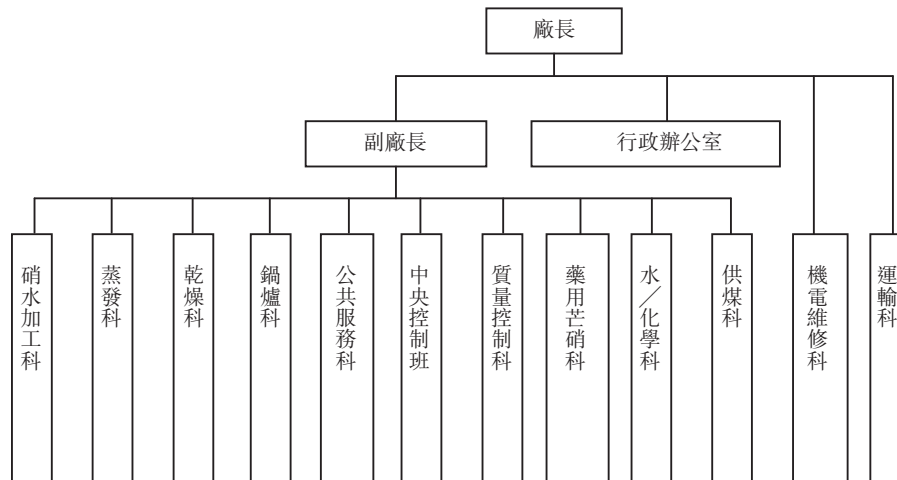 廠長
副廠長
行政辦公室
硝水加工科
蒸發科
乾燥科
鍋爐科
公共服務科
中央控制班
質量控制科
藥用芒硝科
水／化學科
供煤科
機電維修科
運輸科